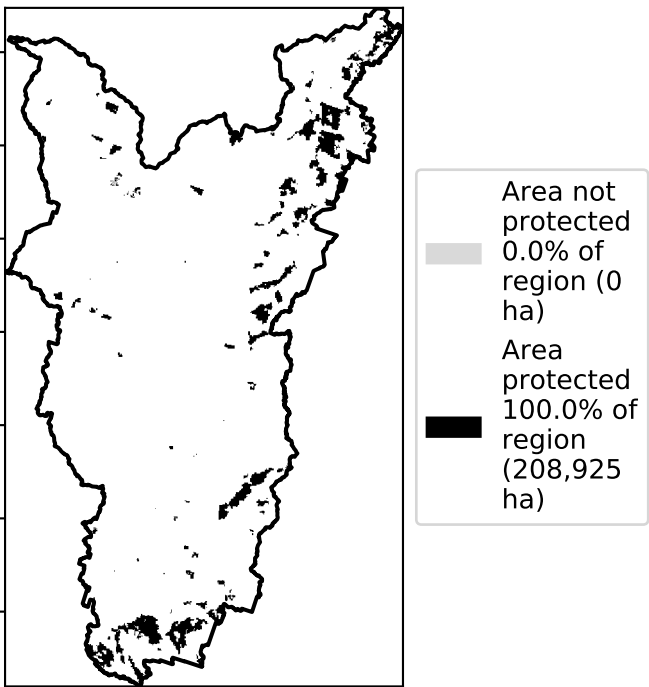 Area not
protected
0.0% of
region (0
ha)
Area
protected
100.0% of
region
(208,925
ha)